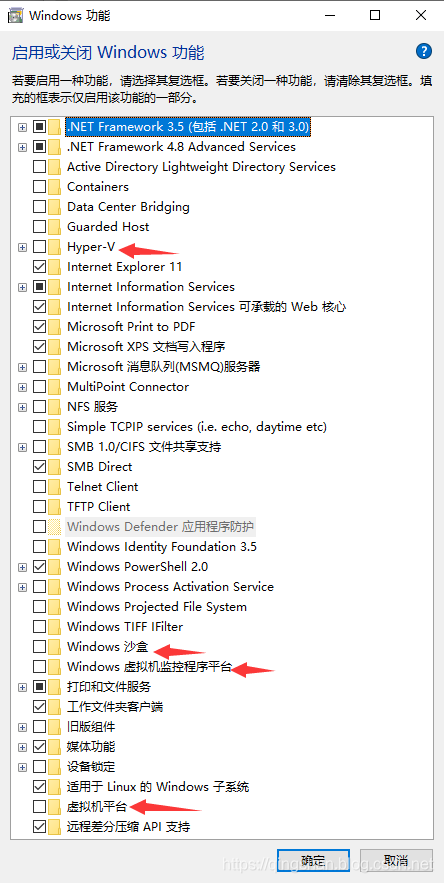 Windows 功能
启用或关闭 Windows 功能
若要启用一种功能，请选择其复选框。若要关闭一种功能，请清除其复选框。填
充的框表示仅启用该功能的一部分。
.NET Framework 3.5 (包括 .NET 2.0 和 3.0)
.NET Framework 4.8 Advanced Services
Active Directory Lightweight Directory Services
Containers
Data Center Bridging
Guarded Host
Hyper-V
Internet Explorer 11
Internet Information Services
Internet Information Services 可承载的 Web 核心
Microsoft Print to PDF
Microsoft XPS 文档写入程序
Microsoft 消息队列(MSMQ)服务器
MultiPoint Connector
NFS 服务
Simple TCPIP services (i.e. echo, daytime etc)
SMB 1.0/CIFS 文件共享支持
SMB Direct
Telnet Client
TFTP Client
Windows Defender 应用程序防护
Windows Identity Foundation 3.5
Windows PowerShell 2.0
Windows Process Activation Service
Windows Projected File System
Windows TIFF IFilter
Windows 沙盒
Windows 虚拟机监控程序平台
打印和文件服务
工作文件夹客户端
旧版组件
媒体功能
设备锁定
适用于 Linux 的 Windows 子系统
虚拟机平台
远程差分压缩 API 支持
确定
取消